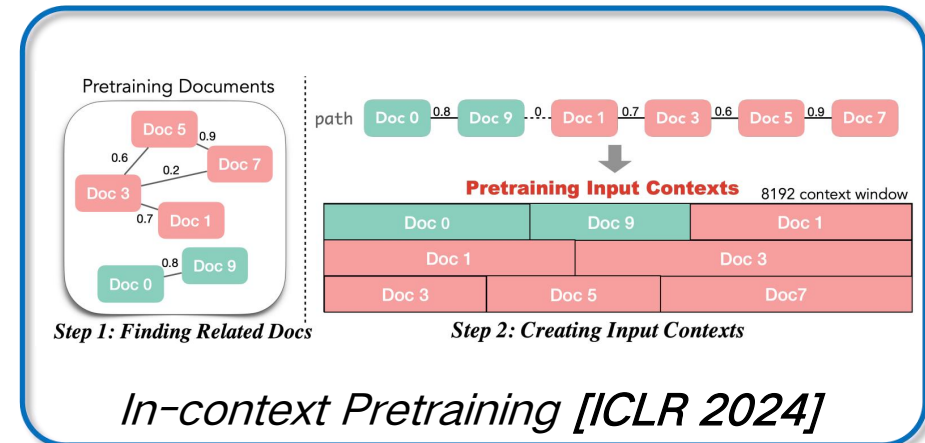 Pretraining Documents
Doc 5
0.9
0.6
Doc 7
0.2
Doc 3
0.7
Doc 1
0.8
Doc 9
Doc 0
Step 1: Finding Related Docs
path
Doc 0 0.8 Doc 9 0 Doc 1 0.7 Doc 3 0.6 Doc 5 0.9 Doc 7
Pretraining Input Contexts
8192 context window
Doc 0 Doc 9 Doc 1
Doc 1 Doc 3
Doc 3 Doc 5 Doc7
Step 2: Creating Input Contexts
In-context Pretraining [ICLR 2024]